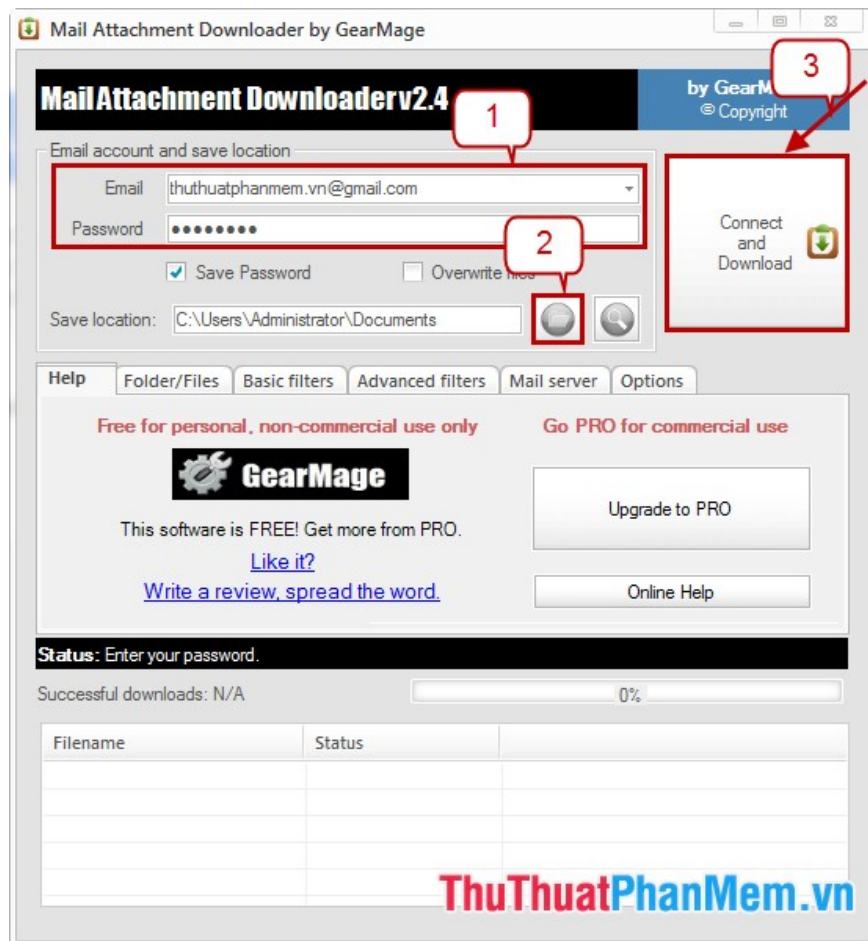 Mail Attachment Downloader by GearMage
Mail Attachment Downloader v2.4
by GearM
© Copyright
1
3
Email account and save location
Email thuthuatphanmem.vn@gmail.com
Password ●●●●●●●●
Connect
and
Download
2
Save Password Overwrite files
Save location: C:\Users\Administrator\Documents
Help Folder/Files Basic filters Advanced filters Mail server Options
Free for personal, non-commercial use only Go PRO for commercial use
GearMage
Upgrade to PRO
This software is FREE! Get more from PRO.
Like it?
Write a review, spread the word.
Online Help
Status: Enter your password.
Successful downloads: N/A 0%
Filename Status
ThuThuatPhanMem.vn